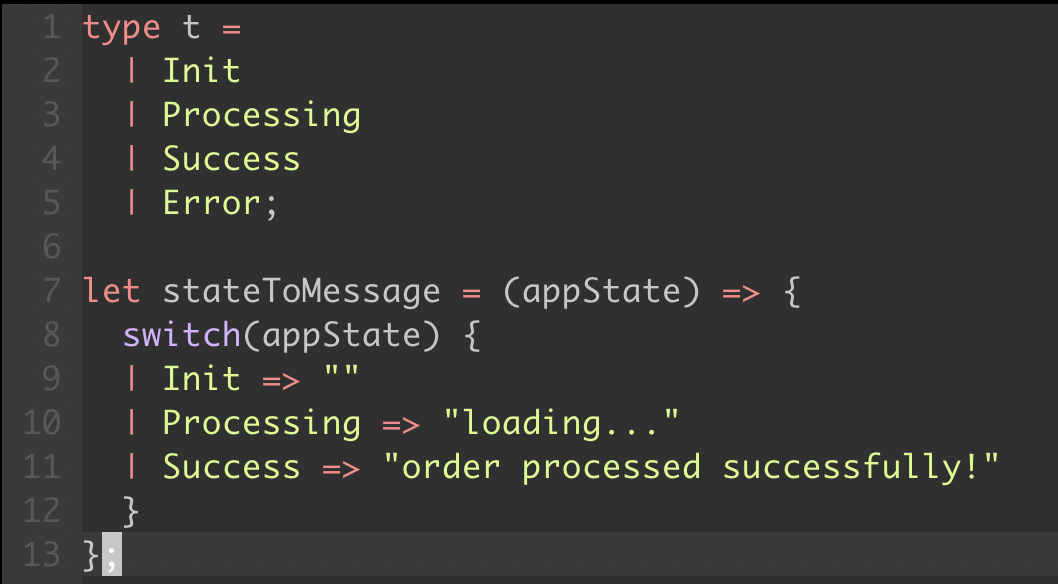 1 type t =
2   | Init
3   | Processing
4   | Success
5   | Error;
6
7 let stateToMessage = (appState) => {
8   switch(appState) {
9   | Init => ""
10   | Processing => "loading..."
11   | Success => "order processed successfully!"
12   }
13 };